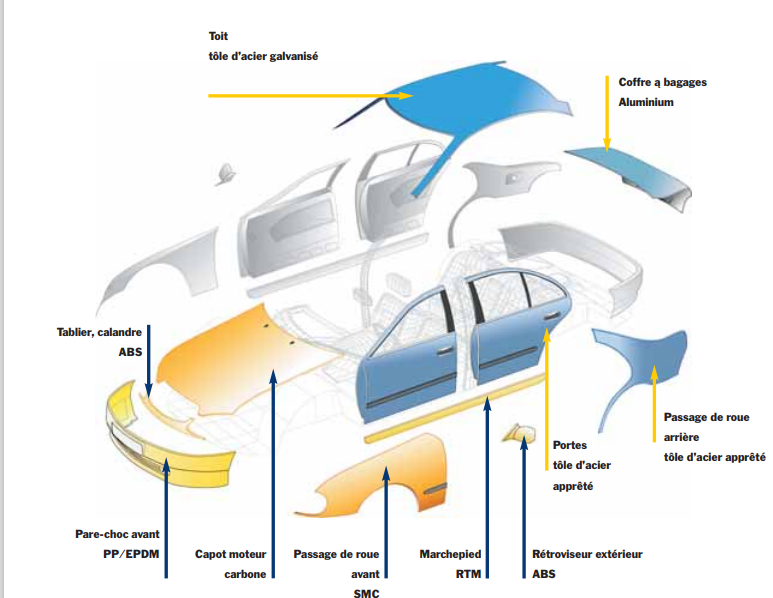 Toit
tôle d'acier galvanisé
Coffre ą bagages
Aluminium
Tablier, calandre
ABS
Passage de roue
arrière
tôle d'acier apprêté
Portes
tôle d'acier
apprêté
Pare-choc avant
PP/EPDM
Capot moteur
carbone
Passage de roue
avant
SMC
Marchepied
RTM
Rétroviseur extérieur
ABS